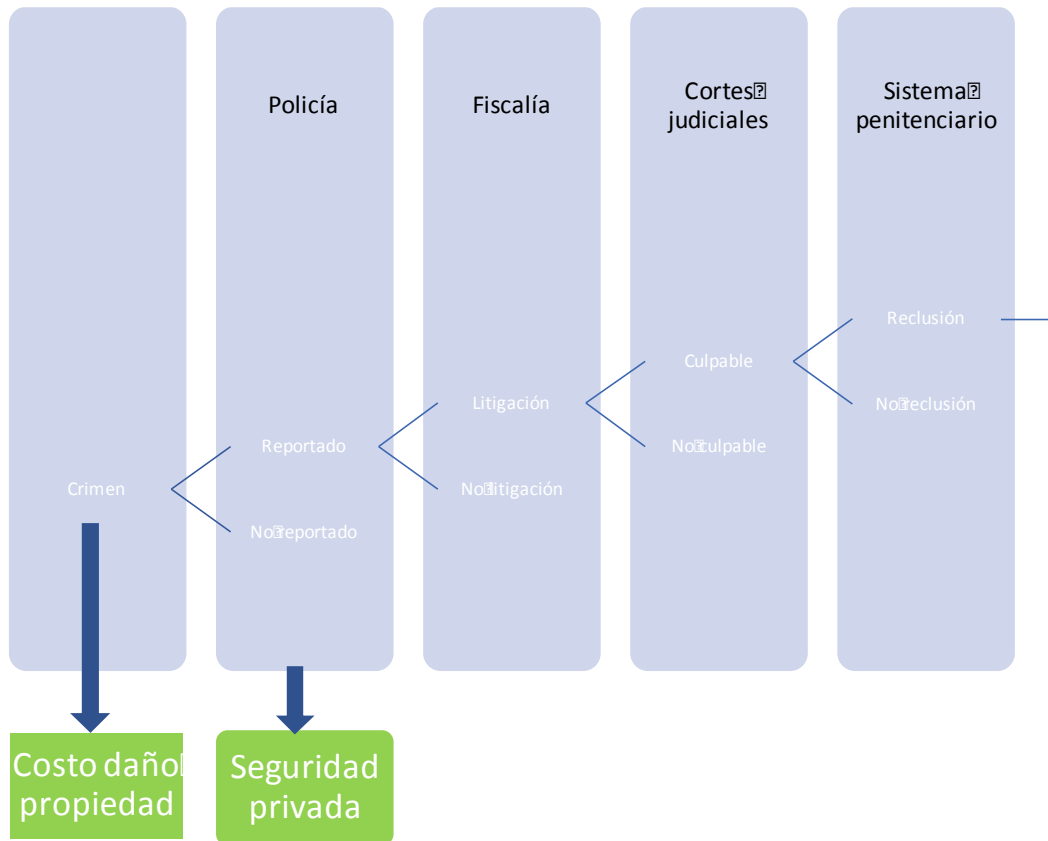 Policía
Fiscalía
Cortes
judiciales
Sistema
penitenciario
Reclusión
Culpable
Litigación
No reclusión
Reportado
No culpable
Crimen
No litigación
No reportado
Costo daño
propiedad
Seguridad
privada